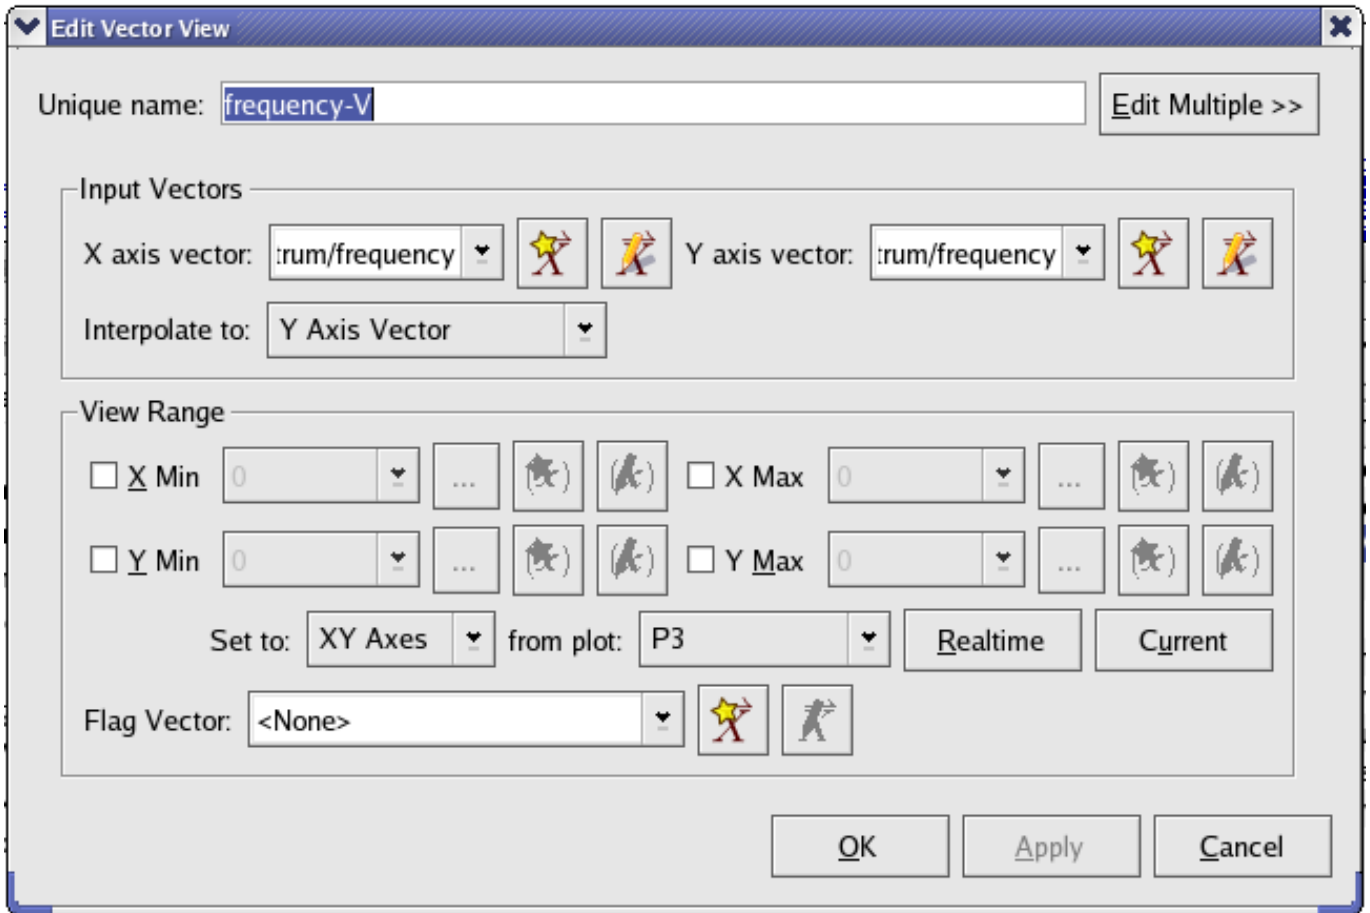 Edit Vector View
Unique name: frequency-V Edit Multiple >>
Input Vectors
X axis vector: :rum/frequency Y axis vector: :rum/frequency
Interpolate to: Y Axis Vector
View Range
X Min 0 ... X Max 0 ...
Y Min 0 ... Y Max 0 ...
Set to: XY Axes from plot: P3 Realtime Current
Flag Vector: <None>
OK Apply Cancel